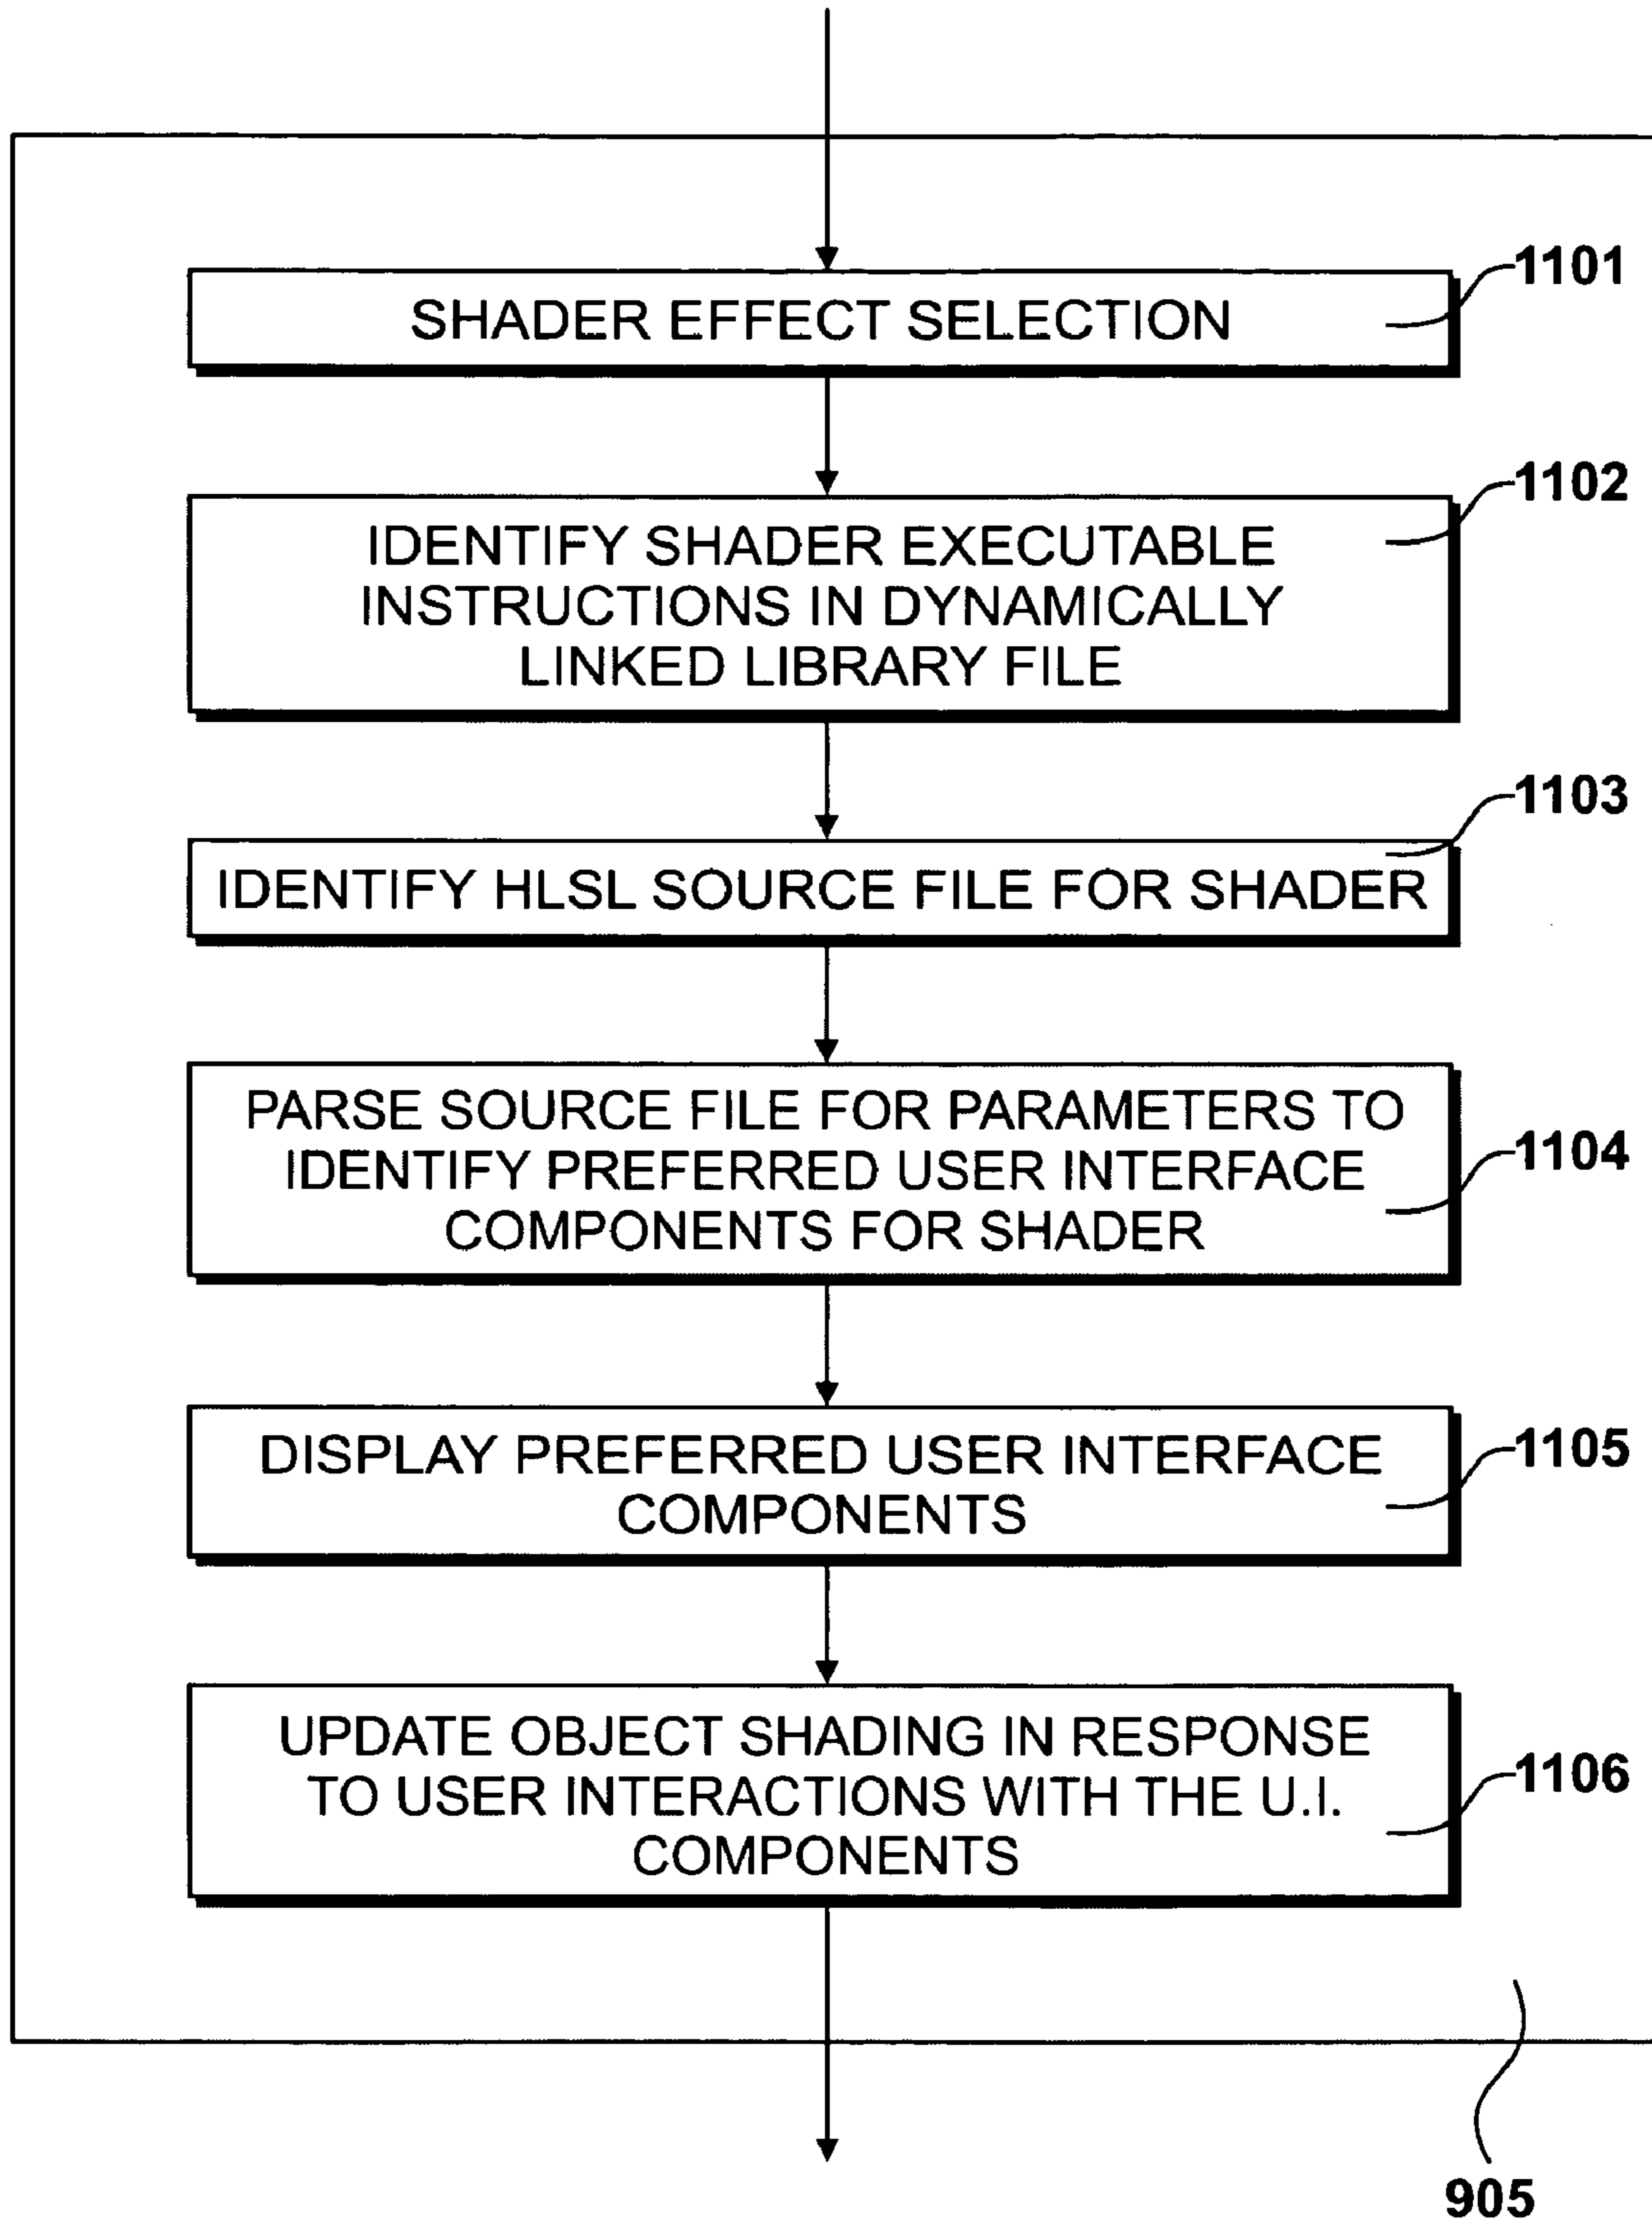 1101
SHADER EFFECT SELECTION
1102
IDENTIFY SHADER EXECUTABLE
INSTRUCTIONS IN DYNAMICALLY
LINKED LIBRARY FILE
1103
IDENTIFY HLSL SOURCE FILE FOR SHADER
PARSE SOURCE FILE FOR PARAMETERS TO
IDENTIFY PREFERRED USER INTERFACE
COMPONENTS FOR SHADER
1104
DISPLAY PREFERRED USER INTERFACE
COMPONENTS
1105
UPDATE OBJECT SHADING IN RESPONSE
TO USER INTERACTIONS WITH THE U.I.
COMPONENTS
1106
905